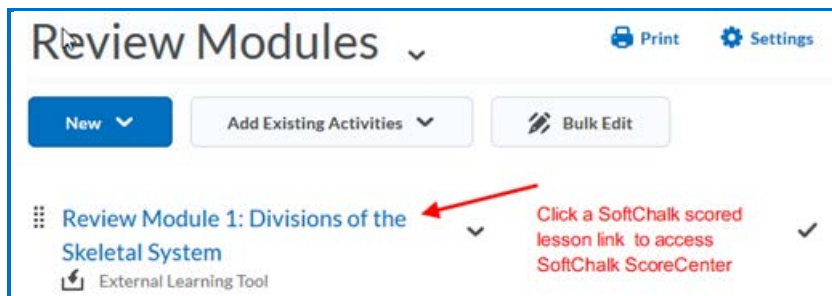 Review Modules
Print
Settings
New
Add Existing Activities
Bulk Edit
Review Module 1: Divisions of the
Skeletal System
External Learning Tool
Click a SoftChalk scored
lesson link to access
SoftChalk ScoreCenter